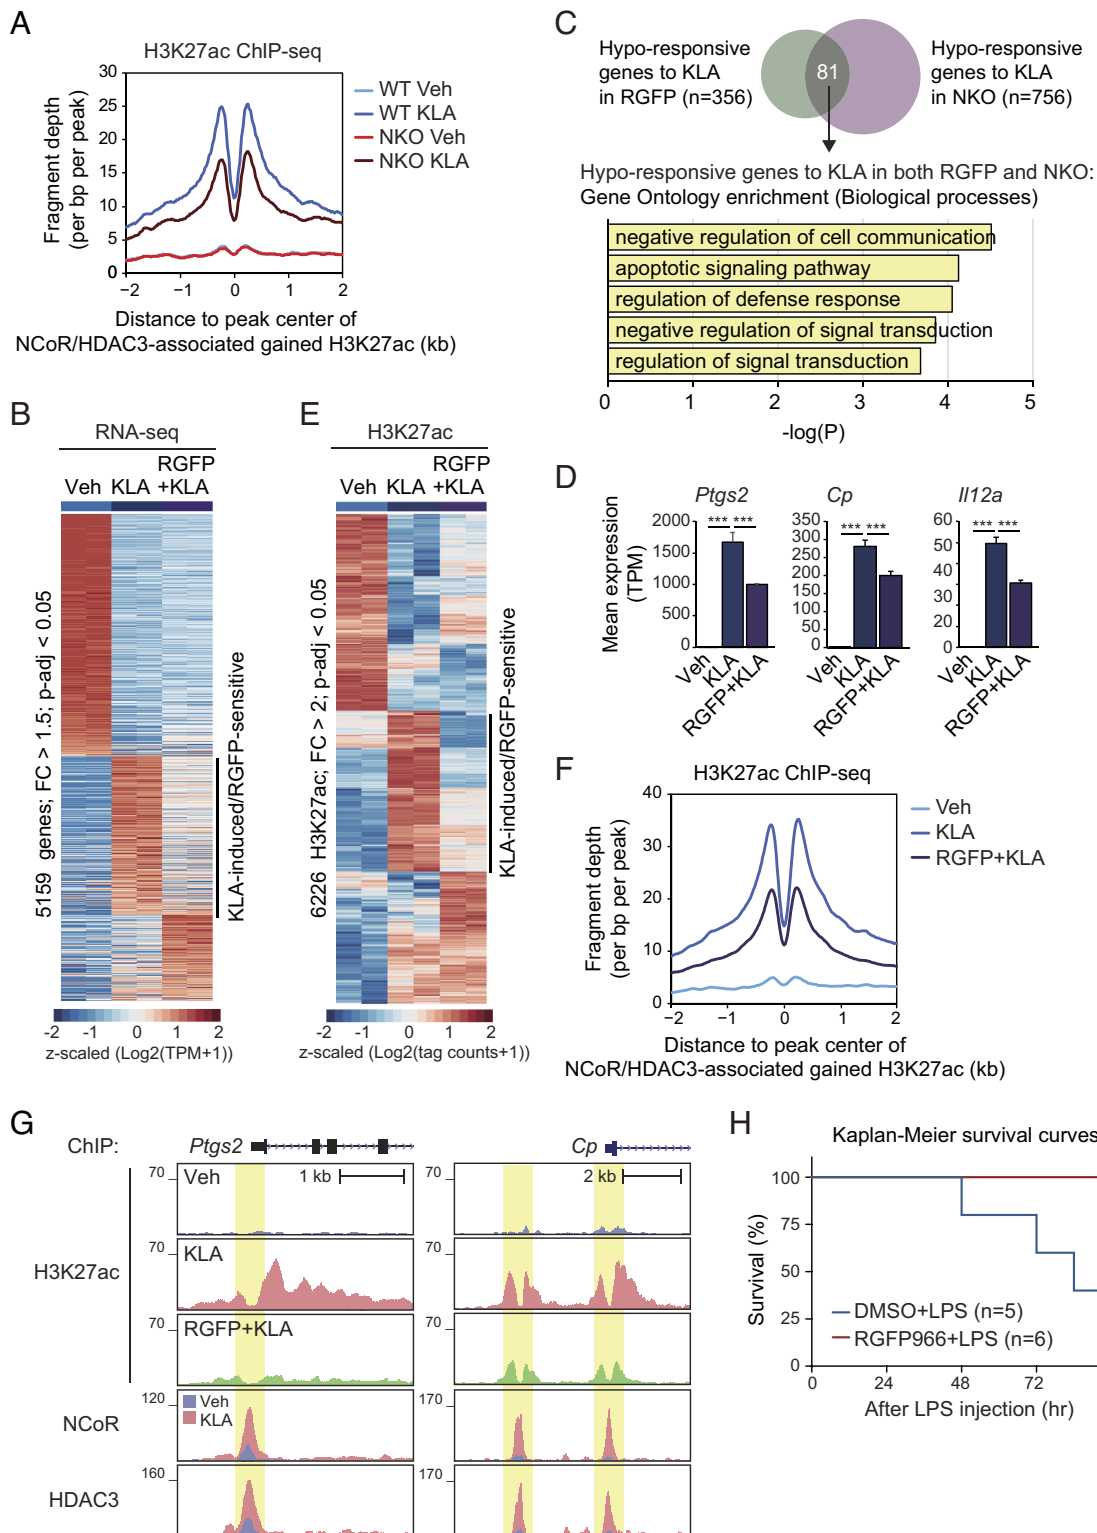 A
H3K27ac ChIP-seq
Fragment depth
(per bp per peak)
30
25
20
15
10
5
0
−2
−1
0
1
2
WT Veh
WT KLA
NKO Veh
NKO KLA
Distance to peak center of
NCoR/HDAC3-associated gained H3K27ac (kb)
C
Hypo-responsive
genes to KLA
in RGFP (n=356)
81
Hypo-responsive
genes to KLA
in NKO (n=756)
Hypo-responsive genes to KLA in both RGFP and NKO:
Gene Ontology enrichment (Biological processes)
negative regulation of cell communication
apoptotic signaling pathway
regulation of defense response
negative regulation of signal transduction
regulation of signal transduction
0
1
2
3
4
5
-log(P)
B
RNA-seq
Veh KLA RGFP
+KLA
5159 genes; FC > 1.5; p-adj < 0.05
KLA-induced/RGFP-sensitive
-2 -1 0 1 2
z-scaled (Log2(TPM+1))
E
H3K27ac
Veh KLA RGFP
+KLA
6226 H3K27ac; FC > 2; p-adj < 0.05
KLA-induced/RGFP-sensitive
-2 -1 0 1 2
z-scaled (Log2(tag counts+1))
D
Mean expression
(TPM)
Ptgs2
2000
1500
1000
500
0
*** ***
Veh
KLA
RGFP+KLA
Cp
350
300
250
200
150
100
50
0
*** ***
Veh
KLA
RGFP+KLA
Il12a
60
50
40
30
20
10
0
*** ***
Veh
KLA
RGFP+KLA
F
H3K27ac ChIP-seq
Fragment depth
(per bp per peak)
40
30
20
10
0
−2
−1
0
1
2
Veh
KLA
RGFP+KLA
Distance to peak center of
NCoR/HDAC3-associated gained H3K27ac (kb)
G
ChIP:
Ptgs2
Cp
H3K27ac
70
Veh
1 kb
70
2 kb
70
KLA
70
70
RGFP+KLA
70
NCoR
120
Veh
KLA
170
HDAC3
160
170
H
Kaplan-Meier survival curves
Survival (%)
100
75
50
25
0
DMSO+LPS (n=5)
RGFP966+LPS (n=6)
0
24
48
72
After LPS injection (hr)